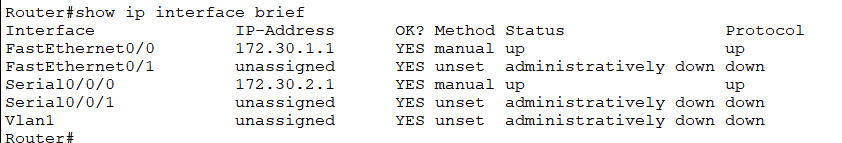 Router#show ip interface brief
Interface              IP-Address      OK? Method Status                Protocol
FastEthernet0/0        172.30.1.1      YES manual up                    up
FastEthernet0/1        unassigned      YES unset  administratively down down
Serial0/0/0            172.30.2.1      YES manual up                    up
Serial0/0/1            unassigned      YES unset  administratively down down
Vlan1                  unassigned      YES unset  administratively down down
Router#